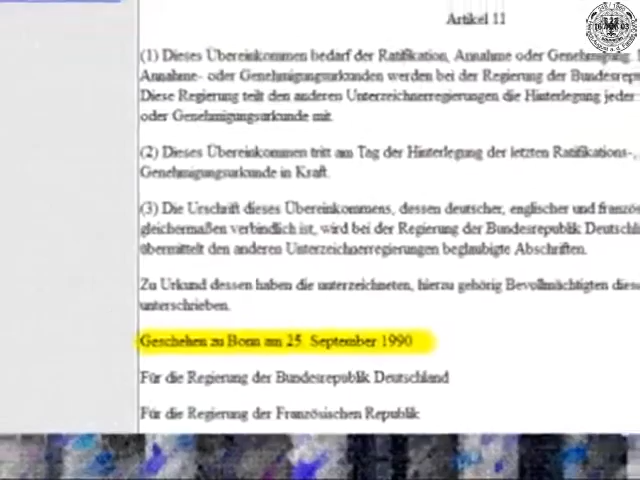 Artikel 11
(1) Dieses Übereinkommen bedarf der Ratifikation, Annahme oder Genehmigung.
Annahme- oder Genehmigungsurkunden werden bei der Regierung der Bundesrep
Diese Regierung teilt den anderen Unterzeichnerregierungen die Hinterlegung jeder
oder Genehmigungsurkunde mit.
(2) Dieses Übereinkommen tritt am Tag der Hinterlegung der letzten Ratifikations-,
Genehmigungsurkunde in Kraft.
(3) Die Urschrift dieses Übereinkommens, dessen deutscher, englischer und französ
gleichermaßen verbindlich ist, wird bei der Regierung der Bundesrepublik Deutschl
übermittelt den anderen Unterzeichnerregierungen beglaubigte Abschriften.
Zu Urkund dessen haben die unterzeichneten, hierzu gehörig Bevollmächtigten dies
unterschrieben.
Geschehen zu Bonn am 25. September 1990
Für die Regierung der Bundesrepublik Deutschland
Für die Regierung der Französischen Republik